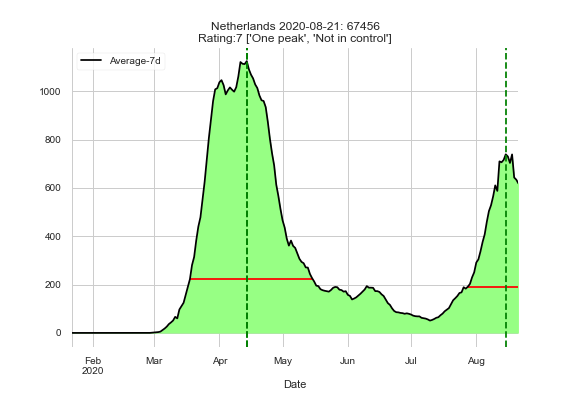 Netherlands 2020-08-21: 67456
Rating:7 ['One peak', 'Not in control']
Average-7d
1000
800
600
400
200
0
Feb Mar Apr May Jun Jul Aug
2020
Date